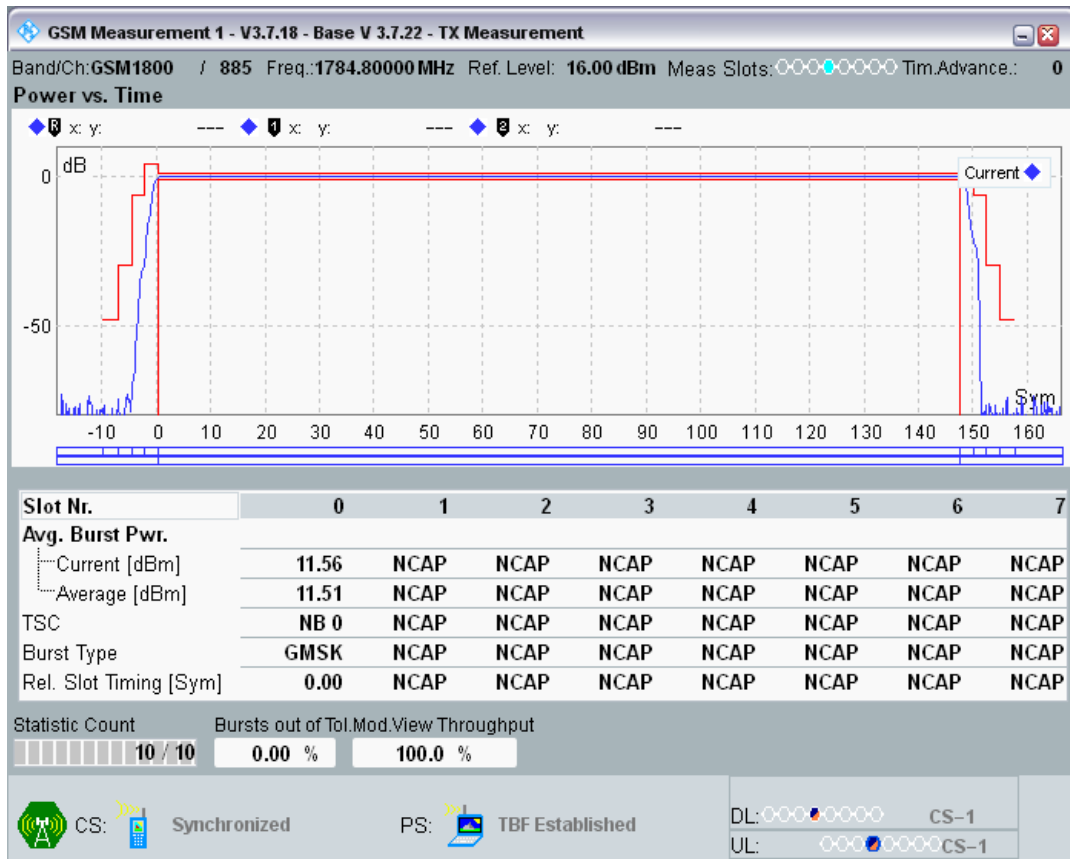 GSM Measurement 1 - V3.7.18 - Base V 3.7.22 - TX Measurement
Band/Ch:GSM1800 / 885 Freq.:1784.80000 MHz Ref. Level: 16.00 dBm Meas Slots: Tim.Advance.: 0
Power vs. Time
R x: y: --- 1 x: y: --- 2 x: y: ---
dB
Current
0
-50
Sym
-10 0 10 20 30 40 50 60 70 80 90 100 110 120 130 140 150 160
Slot Nr. 0 1 2 3 4 5 6 7
Avg. Burst Pwr.
Current [dBm] 11.56 NCAP NCAP NCAP NCAP NCAP NCAP NCAP
Average [dBm] 11.51 NCAP NCAP NCAP NCAP NCAP NCAP NCAP
TSC NB 0 NCAP NCAP NCAP NCAP NCAP NCAP NCAP
Burst Type GMSK NCAP NCAP NCAP NCAP NCAP NCAP NCAP
Rel. Slot Timing [Sym] 0.00 NCAP NCAP NCAP NCAP NCAP NCAP NCAP
Statistic Count Bursts out of Tol.Mod.View Throughput
10 / 10 0.00 % 100.0 %
CS: Synchronized PS: TBF Established
DL: CS-1
UL: CS-1